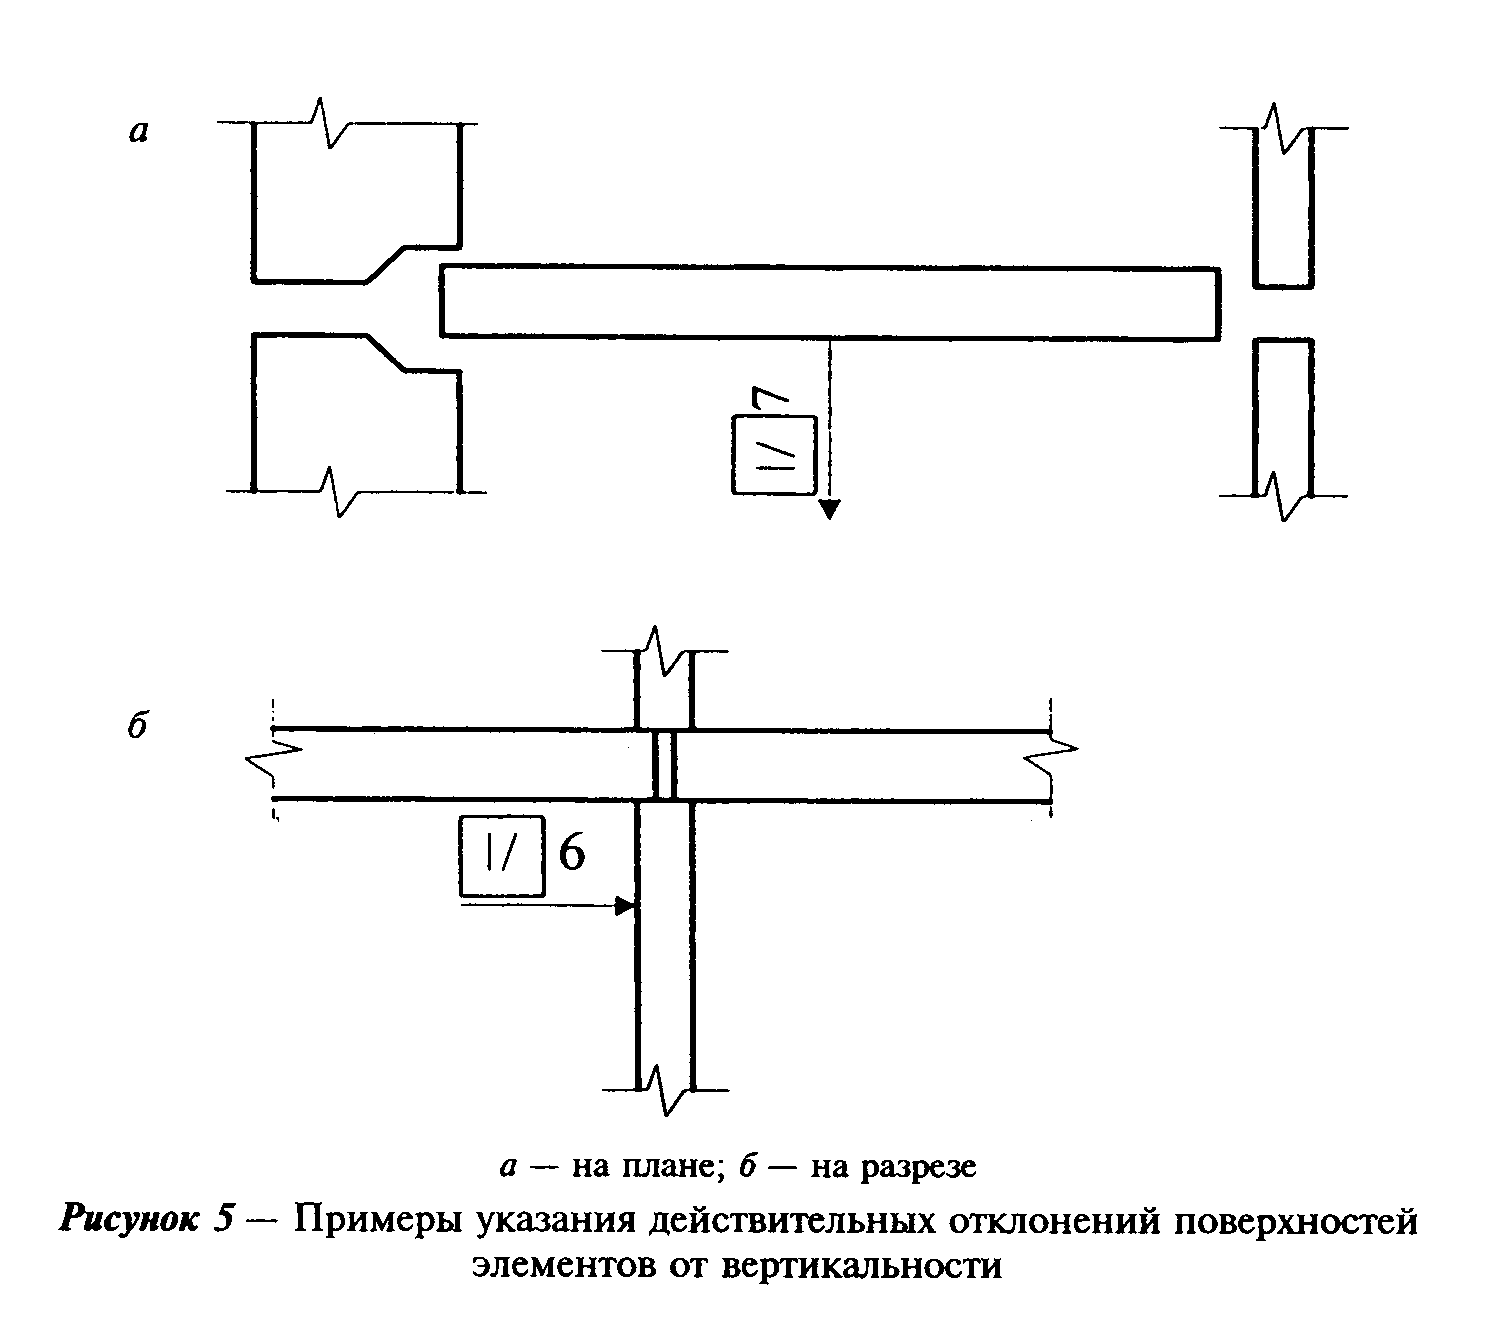 а
7
б
6
а — на плане; б — на разрезе
Рисунок 5 — Примеры указания действительных отклонений поверхностей
элементов от вертикальности